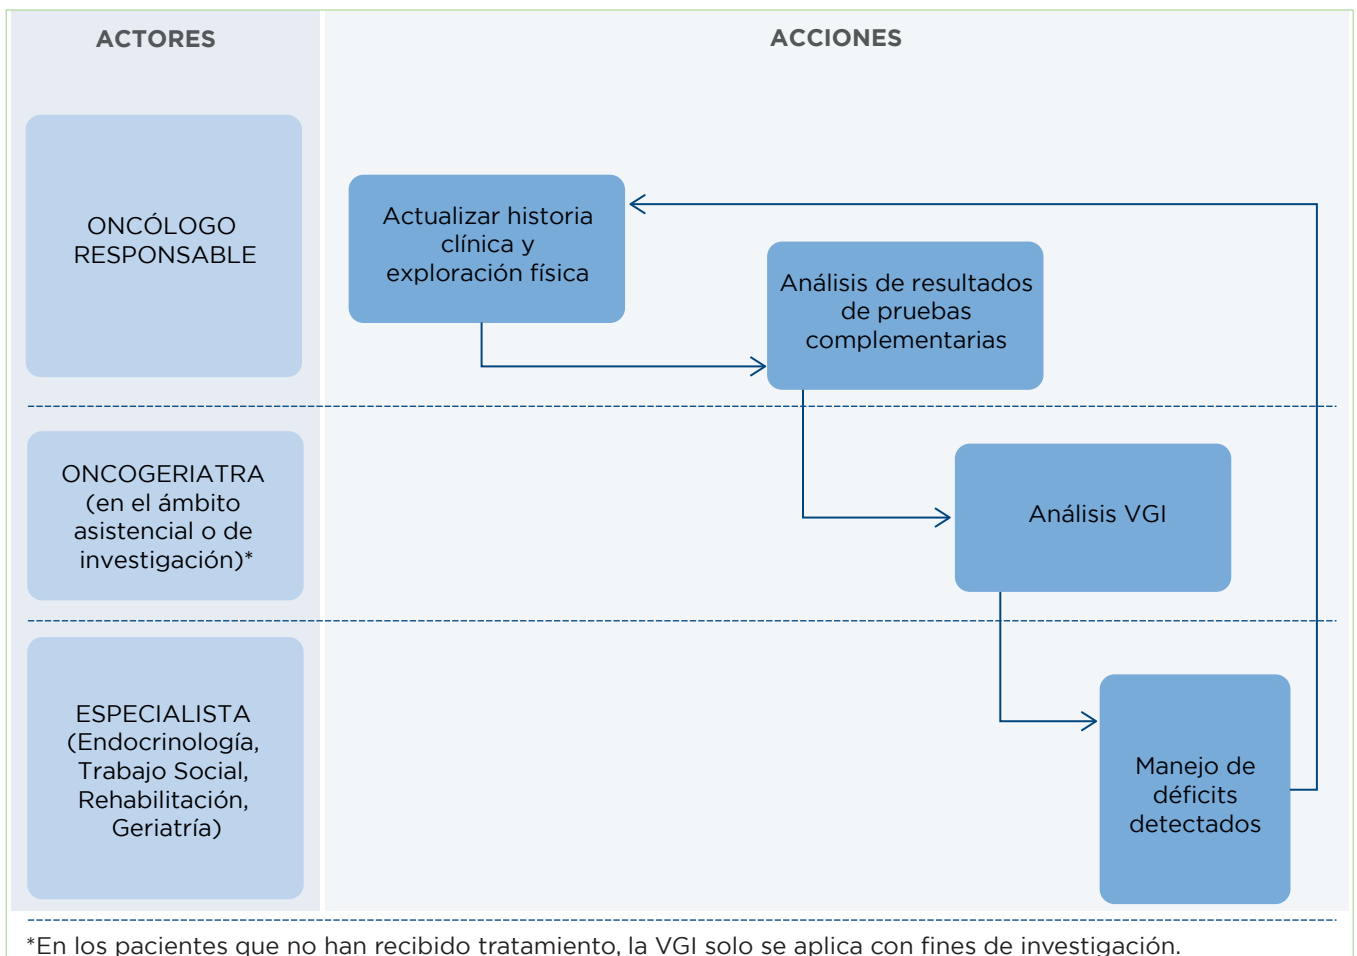 ACTORES
ACCIONES
ONCÓLOGO
RESPONSABLE
Actualizar historia
clínica y
exploración física
Análisis de resultados
de pruebas
complementarias
ONCOGERIATRA
(en el ámbito
asistencial o de
investigación)*
Análisis VGI
ESPECIALISTA
(Endocrinología,
Trabajo Social,
Rehabilitación,
Geriatría)
Manejo de
déficits
detectados
*En los pacientes que no han recibido tratamiento, la VGI solo se aplica con fines de investigación.